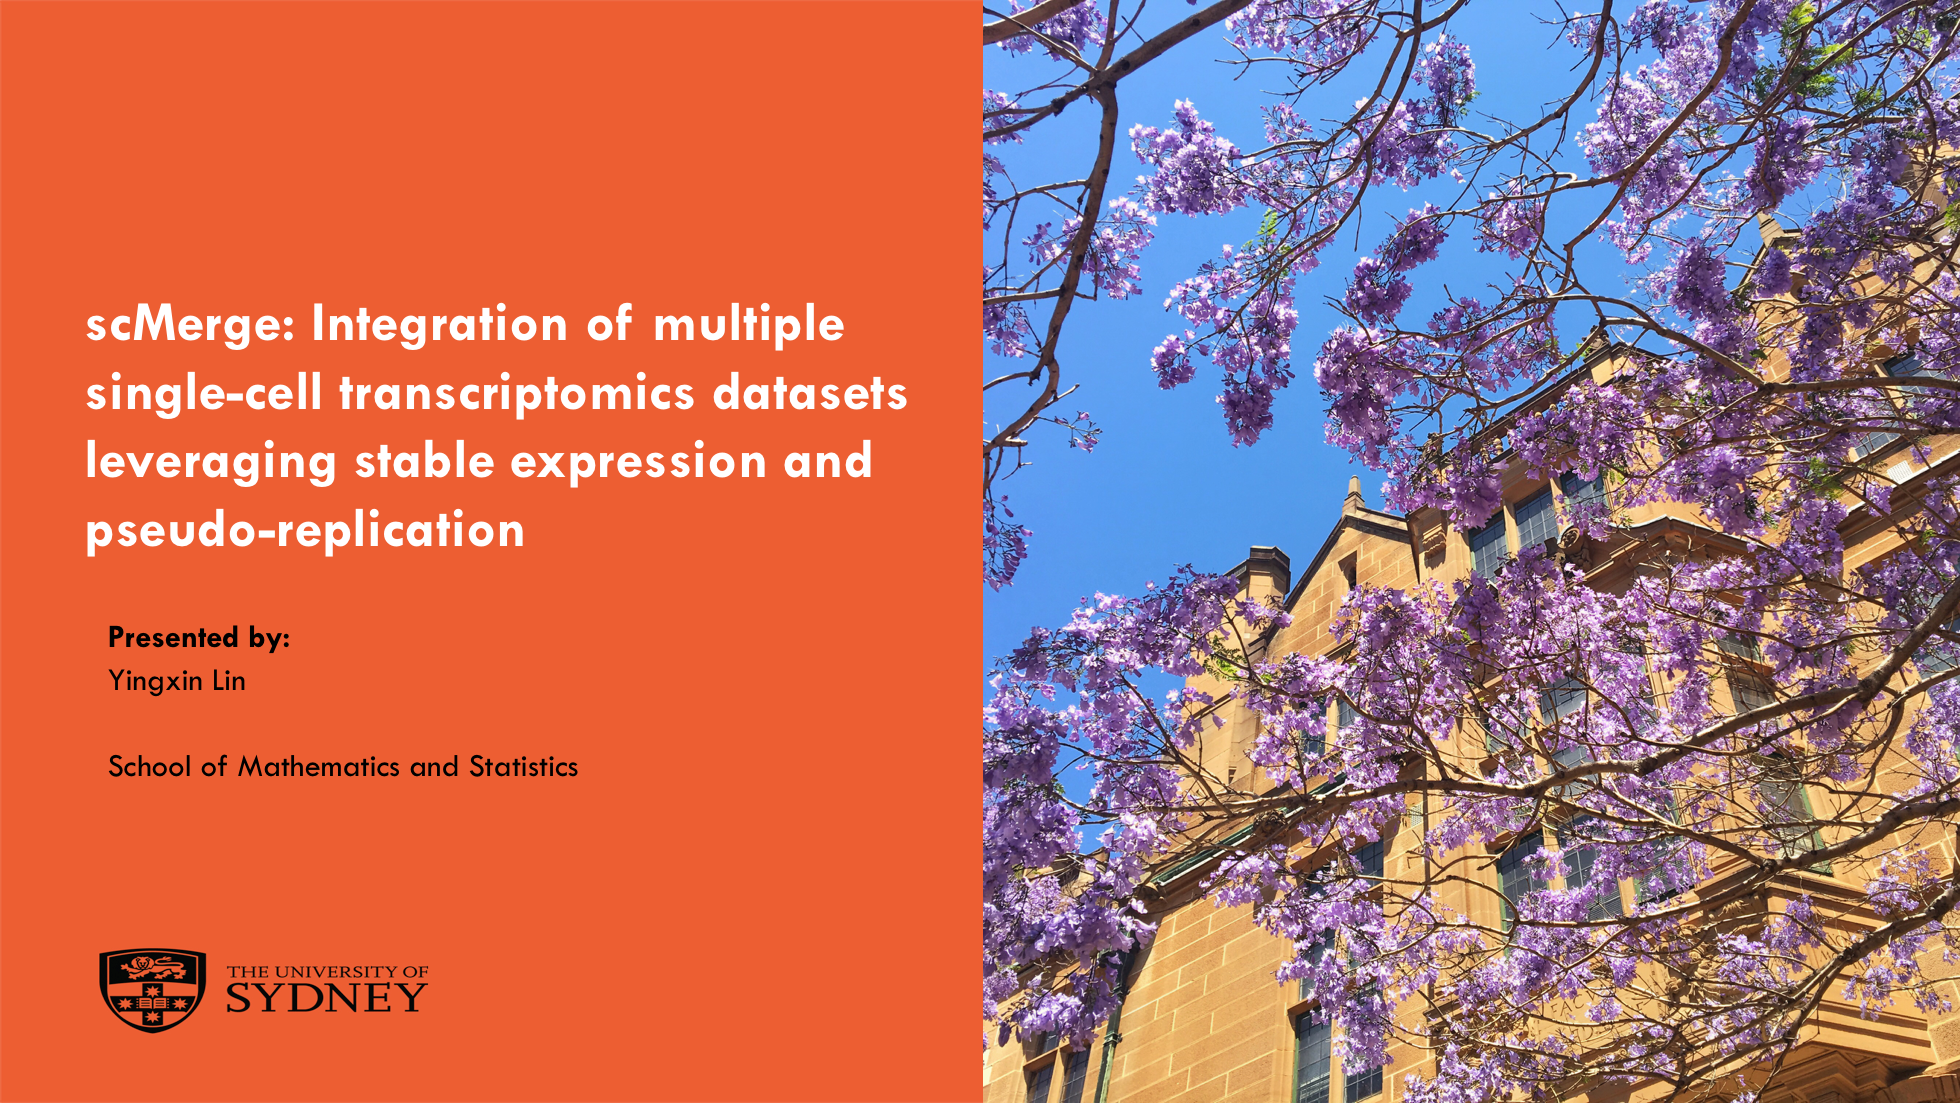 scMerge: Integration of multiple
single-cell transcriptomics datasets
leveraging stable expression and
pseudo-replication
Presented by:
Yingxin Lin
School of Mathematics and Statistics
THE UNIVERSITY OF
SYDNEY